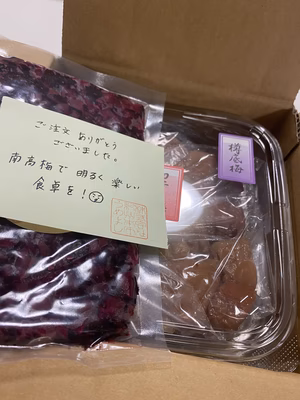 ご注文 ありがとう
ございました。
南高梅で 明るく 楽しい
食卓を!
樽底梅